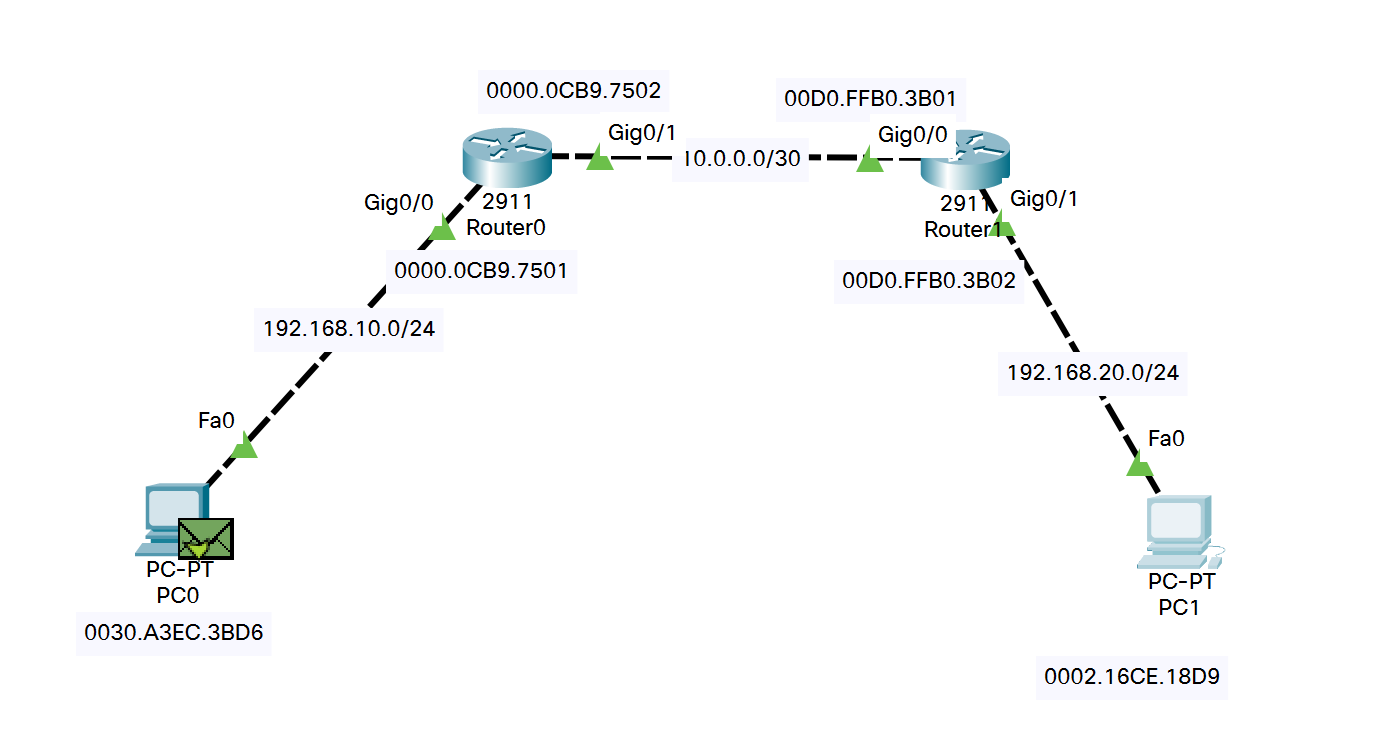 0000.0CB9.7502
00D0.FFB0.3B01
Gig0/1
Gig0/0
10.0.0.0/30
Gig0/0
2911
Router0
2911
Router1
Gig0/1
0000.0CB9.7501
00D0.FFB0.3B02
192.168.10.0/24
192.168.20.0/24
Fa0
Fa0
PC-PT
PC0
PC-PT
PC1
0030.A3EC.3BD6
0002.16CE.18D9